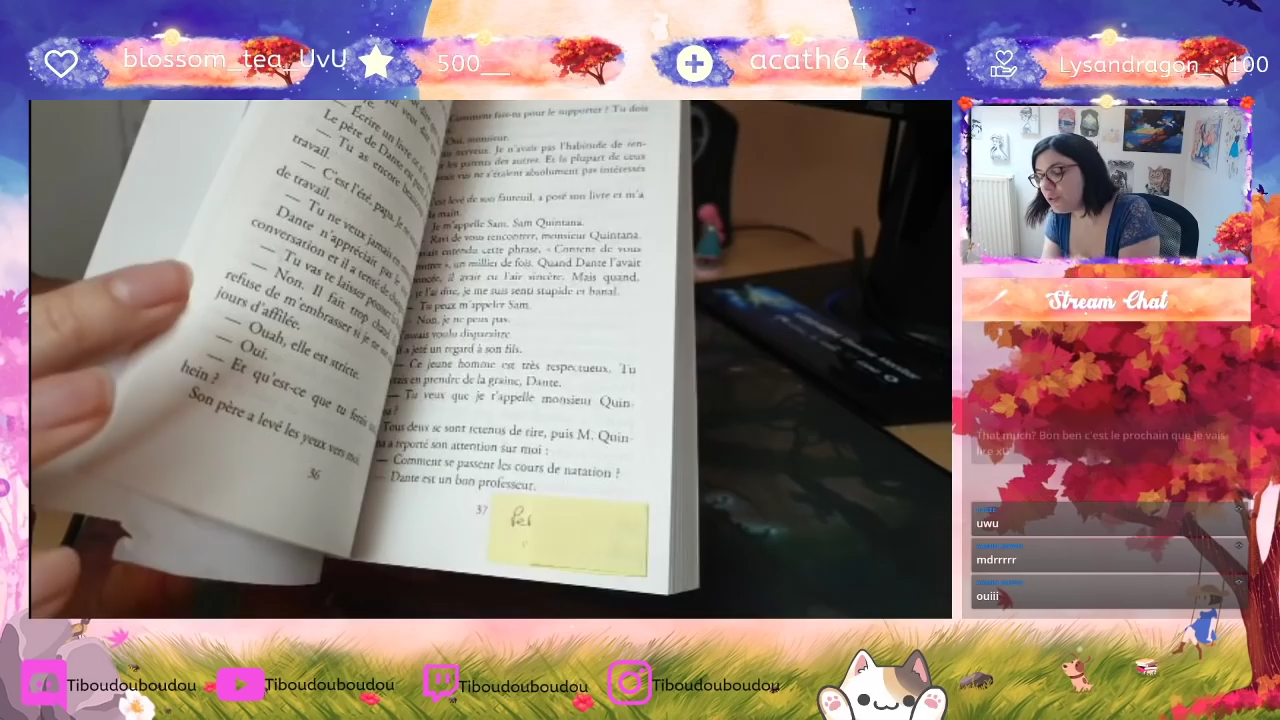 blossom_tea_UvU
500__
acath64
Lysandragon_: 100
— Écrire un livre
Le père de Dante est
— Tu as encore beaucoup
travail.
— C'est l'été, papa. Je
de travail.
— Tu ne veux jamais en
Dante n'appréciait pas le
conversation et il a tenté de
— Tu vas te laisser pousser
— Non. Il fait trop chaud.
refuse de m'embrasser si je ne
jours d'affilée.
— Ouah, elle est stricte.
— Oui.
— Et qu'est-ce que tu ferais
hein ?
Son père a levé les yeux vers moi.
36
Comment fais-tu pour le supporter ? Tu dois
Oui, monsieur.
nerveux. Je n'avais pas l'habitude de ren-
les parents des autres. Et la plupart de ceux
vus ne s'étaient absolument pas intéressés
levé de son fauteuil, a posé son livre et m'a
la main.
Je m'appelle Sam. Sam Quintana.
Ravi de vous rencontrer, monsieur Quintana.
entendu cette phrase, « Content de vous
», un millier de fois. Quand Dante l'avait
il avait eu l'air sincère. Mais quand
je l'ai dite, je me suis senti stupide et banal.
— Tu peux m'appeler Sam.
— Non, je ne peux pas.
voulu disparaître.
a jeté un regard à son fils.
— Ce jeune homme est très respectueux. Tu
en prendre de la graine, Dante.
— Tu veux que je t'appelle monsieur Quin-
Tous deux se sont retenus de rire, puis M. Quin-
a reporté son attention sur moi :
— Comment se passent les cours de natation ?
— Dante est un bon professeur.
37
Stream Chat
That much? Bon ben c'est le prochain que je vais
lire xD
uwu
mdrrrrr
ouiii
Tiboudouboudou
Tiboudouboudou
Tiboudouboudou
Tiboudouboudou